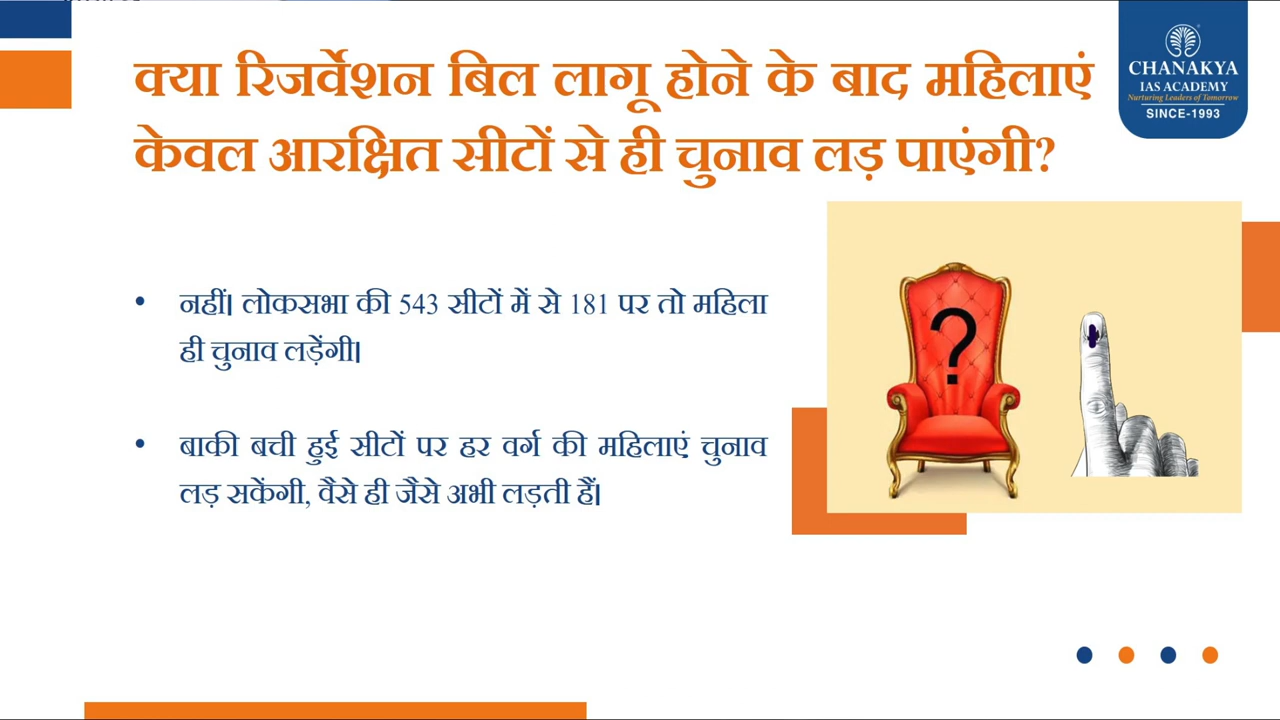 क्या रिजर्वेशन बिल लागू होने के बाद महिलाएं
केवल आरक्षित सीटों से ही चुनाव लड़ पाएंगी?
CHANAKYA
IAS ACADEMY
Nurturing Leaders of Tomorrow
SINCE-1993
• नहीं। लोकसभा की 543 सीटों में से 181 पर तो महिला
ही चुनाव लड़ेंगी।
• बाकी बची हुई सीटों पर हर वर्ग की महिलाएं चुनाव
लड़ सकेंगी, वैसे ही जैसे अभी लड़ती हैं।
?